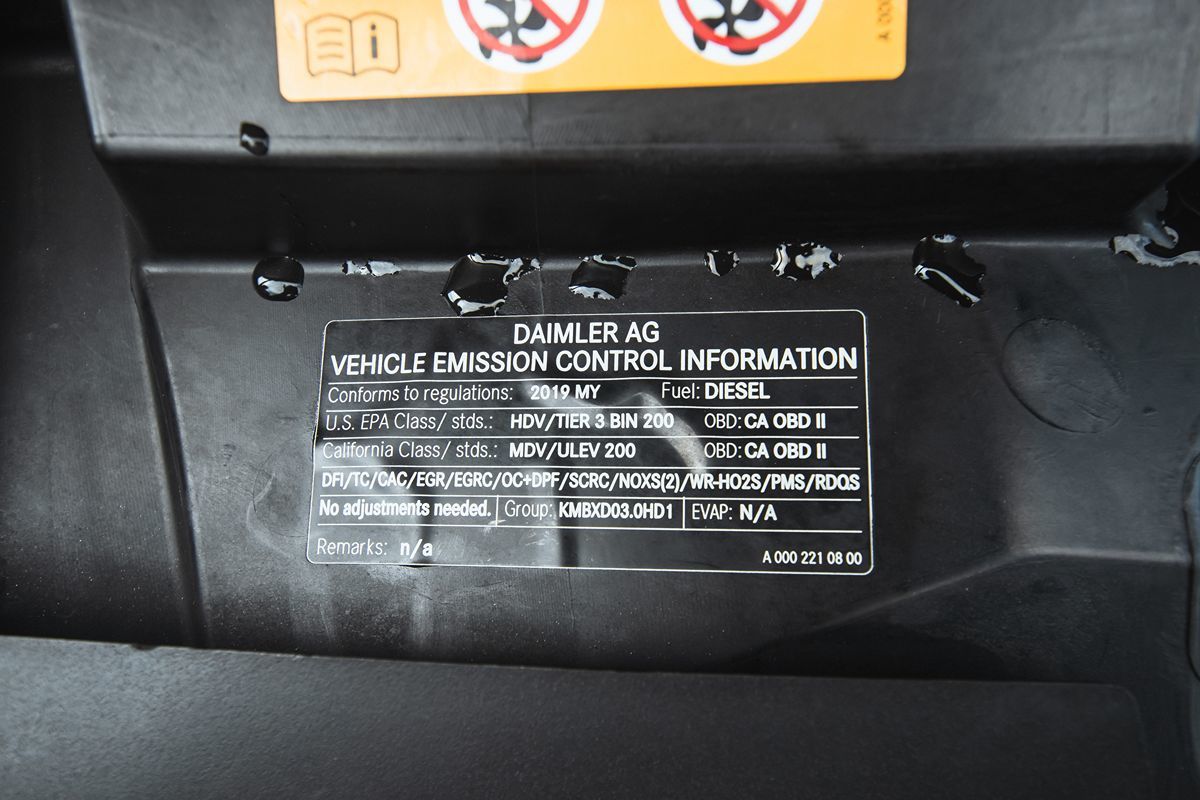 i
A 000
DAIMLER AG
VEHICLE EMISSION CONTROL INFORMATION
Conforms to regulations: 2019 MY Fuel: DIESEL
U.S. EPA Class/ stds.: HDV/TIER 3 BIN 200 OBD: CA OBD II
California Class/ stds.: MDV/ULEV 200 OBD: CA OBD II
DFI/TC/CAC/EGR/EGRC/OC+DPF/SCRC/NOXS(2)/WR-HO2S/PMS/RDQS
No adjustments needed. Group: KMBXD03.0HD1 EVAP: N/A
Remarks: n/a
A 000 221 08 00